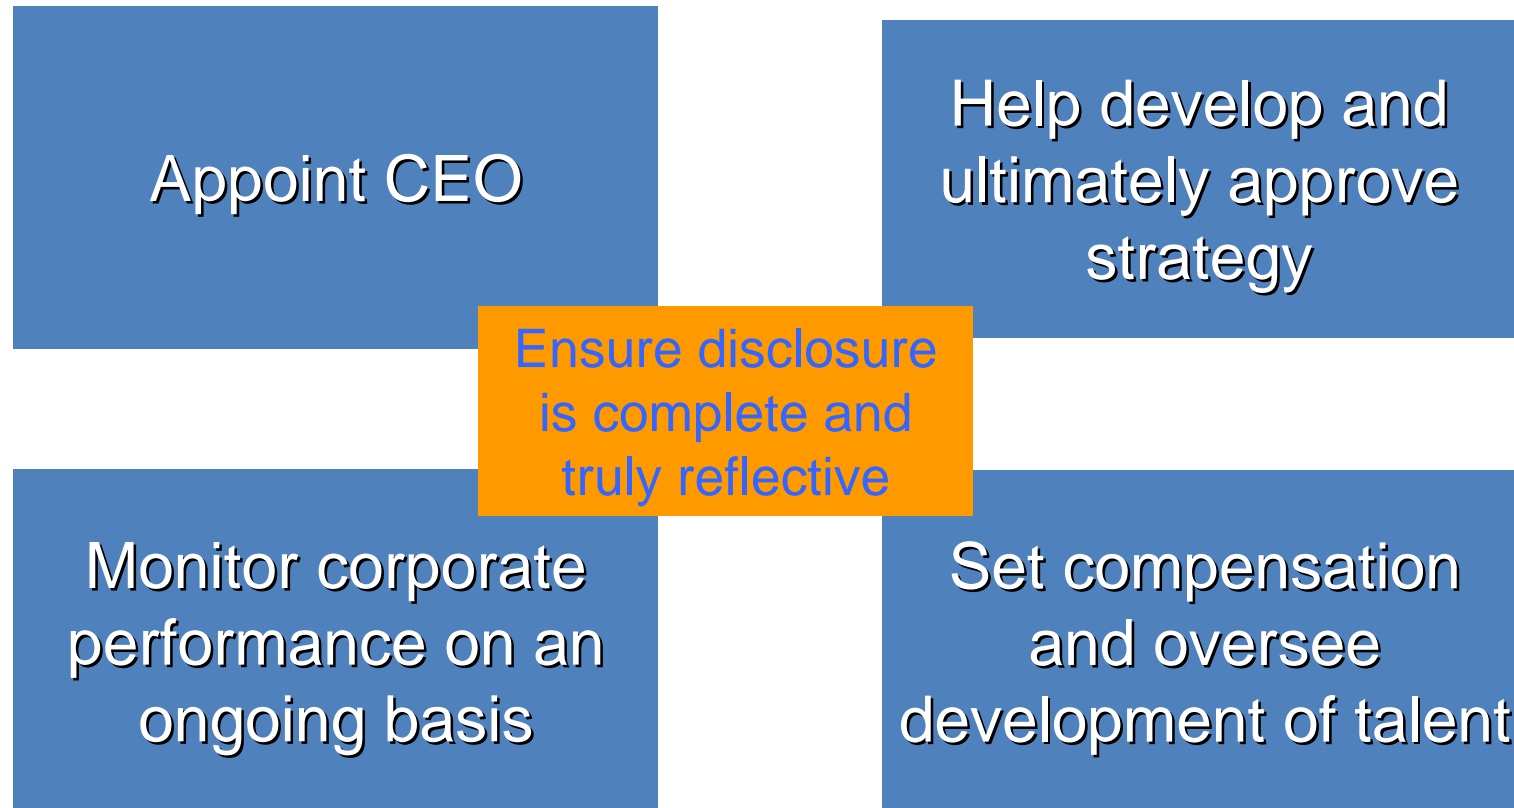 Appoint CEO
Help develop and
ultimately approve
strategy
Ensure disclosure
is complete and
truly reflective
Monitor corporate
performance on an
ongoing basis
Set compensation
and oversee
development of talent